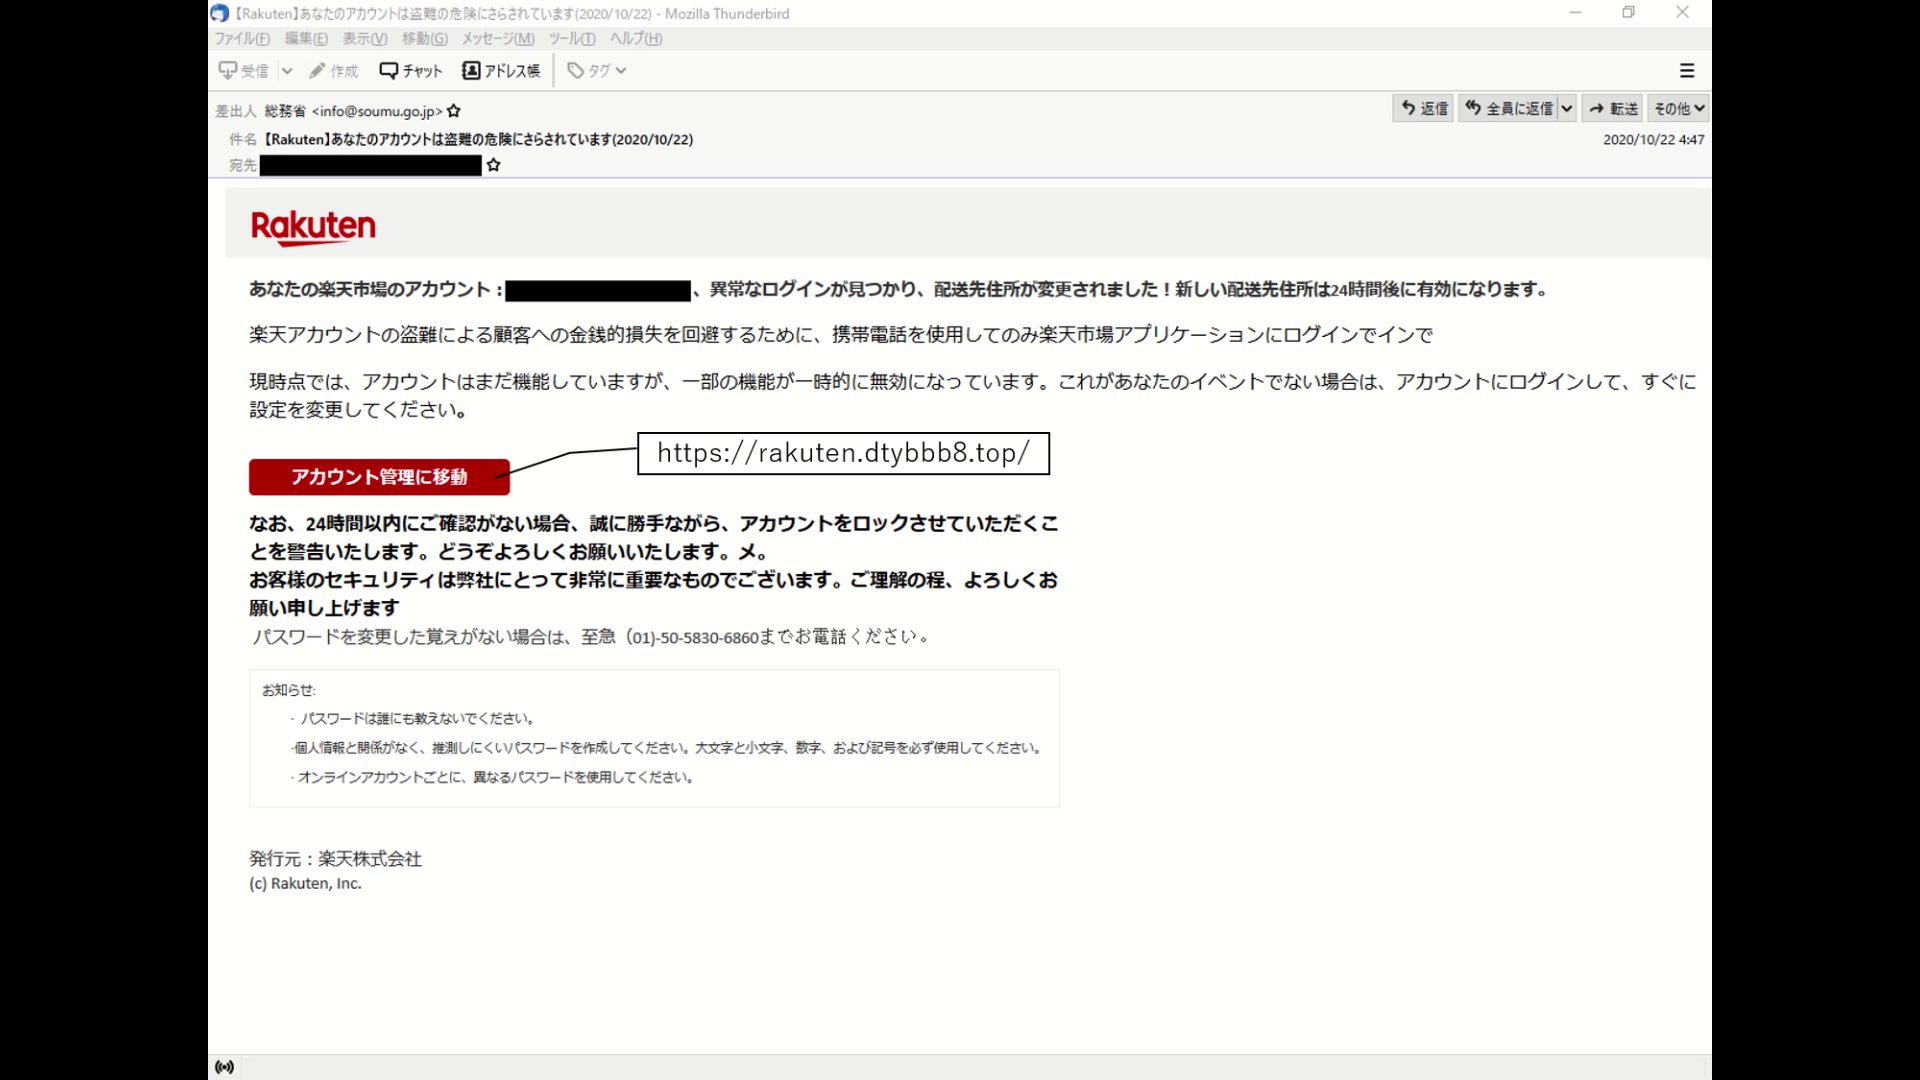 【Rakuten】あなたのアカウントは盗難の危険にさらされています(2020/10/22) - Mozilla Thunderbird
ファイル(F) 編集(E) 表示(V) 移動(G) メッセージ(M) ツール(T) ヘルプ(H)
受信 作成 チャット アドレス帳 タグ
差出人 総務省 <info@soumu.go.jp> 返信 全員に返信 転送 その他
件名 【Rakuten】あなたのアカウントは盗難の危険にさらされています(2020/10/22) 2020/10/22 4:47
宛先
Rakuten
あなたの楽天市場のアカウント: 、異常なログインが見つかり、配送先住所が変更されました！新しい配送先住所は24時間後に有効になります。
楽天アカウントの盗難による顧客への金銭的損失を回避するために、携帯電話を使用してのみ楽天市場アプリケーションにログインでインで
現時点では、アカウントはまだ機能していますが、一部の機能が一時的に無効になっています。これがあなたのイベントでない場合は、アカウントにログインして、すぐに
設定を変更してください。
https://rakuten.dtybbb8.top/
アカウント管理に移動
なお、24時間以内にご確認がない場合、誠に勝手ながら、アカウントをロックさせていただくこ
とを警告いたします。どうぞよろしくお願いいたします。メ。
お客様のセキュリティは弊社にとって非常に重要なものでございます。ご理解の程、よろしくお
願い申し上げます
パスワードを変更した覚えがない場合は、至急（01)-50-5830-6860までお電話ください。
お知らせ:
· パスワードは誰にも教えないでください。
·個人情報と関係がなく、推測しにくいパスワードを作成してください。大文字と小文字、数字、および記号を必ず使用してください。
· オンラインアカウントごとに、異なるパスワードを使用してください。
発行元：楽天株式会社
(c) Rakuten, Inc.